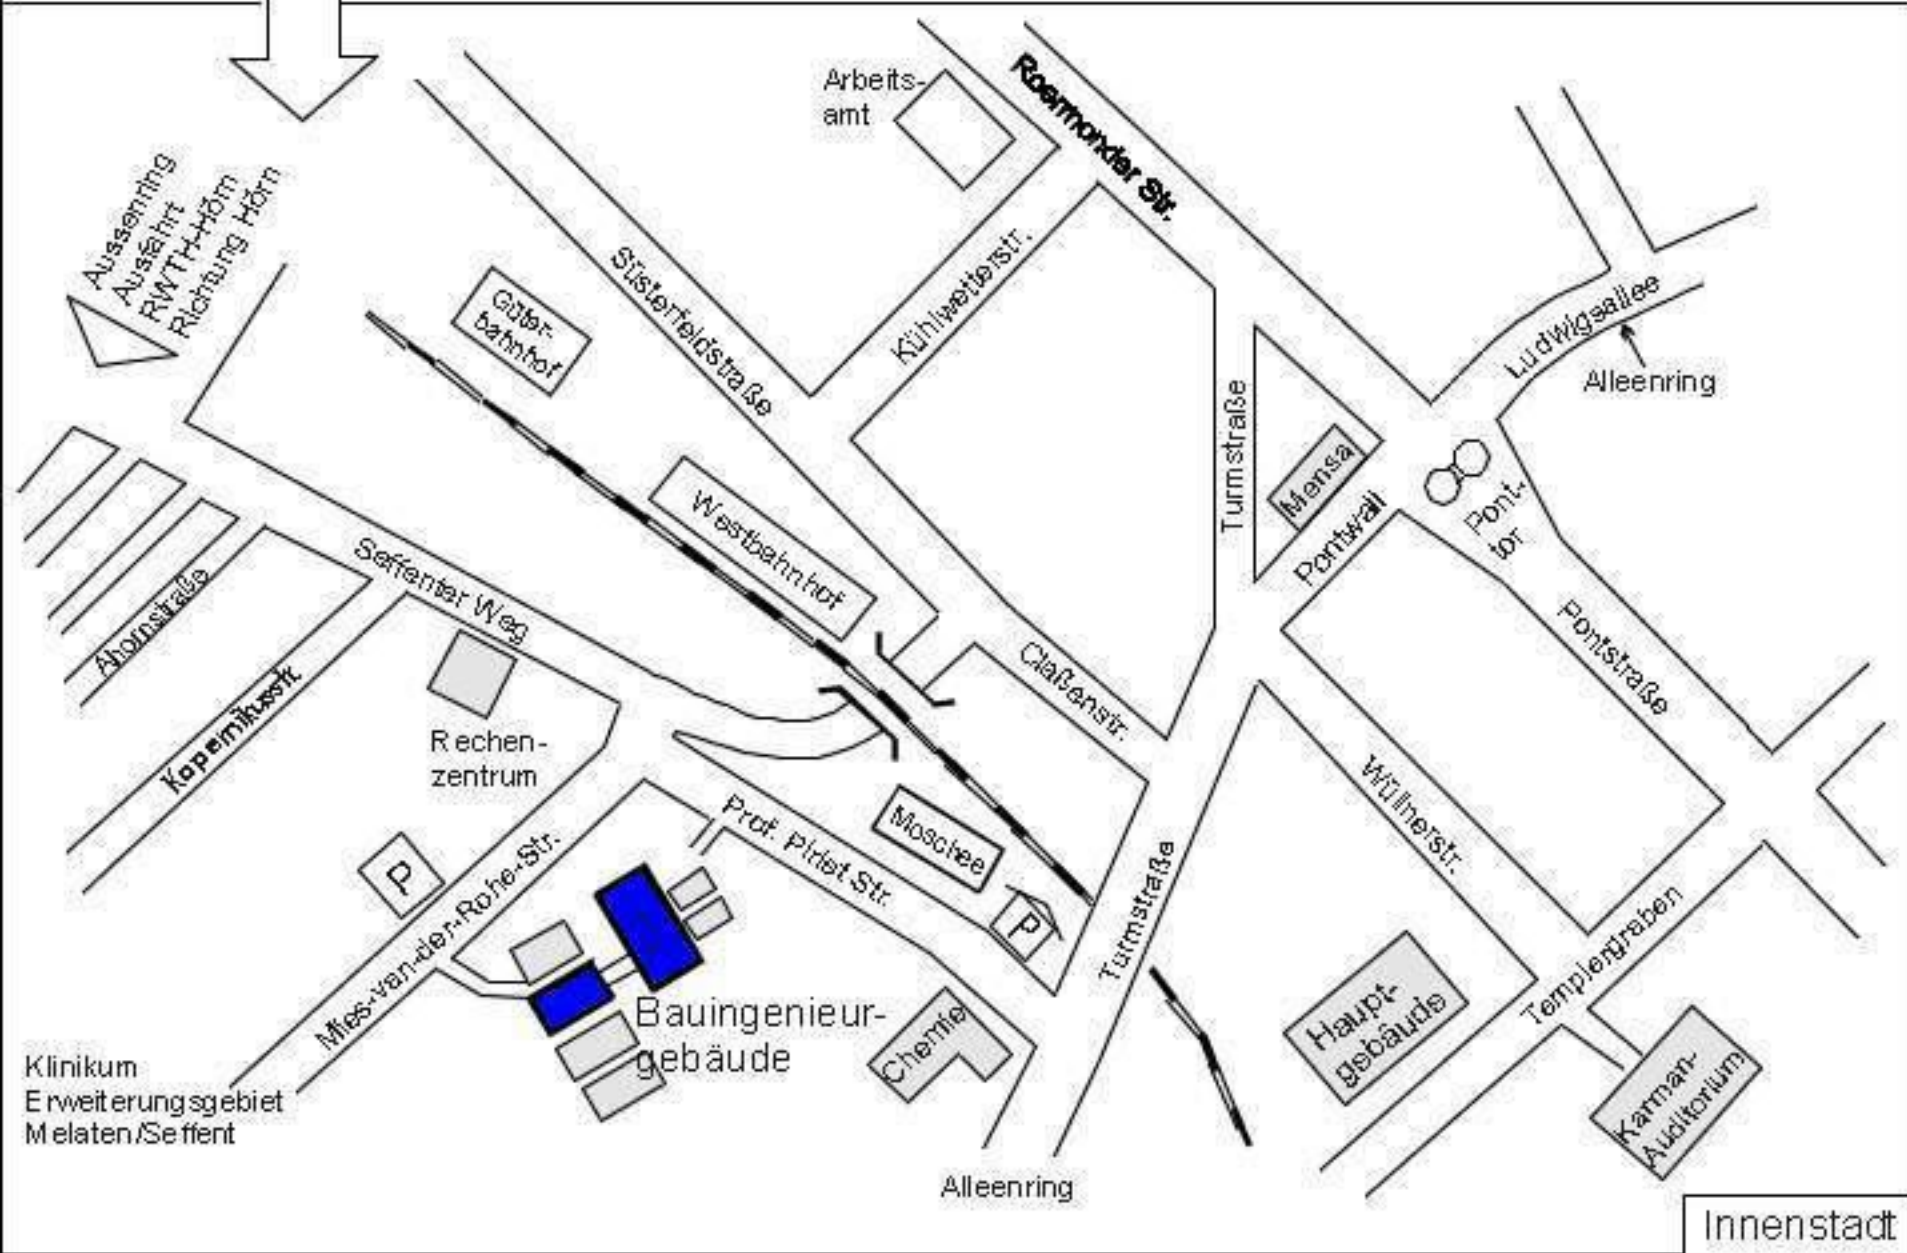 Arbeits-
amt
Roermonder Str.
Aussenring
Ausfahrt
RWTH-Hörn
Richtung Hörn
Güter-
bahnhof
Süsterfeldstraße
Kühlwetterstr.
Ludwigsallee
Alleenring
Turmstraße
Mensa
Pontwall
Pont-
tor
Westbahnhof
Seffenter Weg
Ahornstraße
Kopernikusstr.
Rechen-
zentrum
Claßenstr.
Pontstraße
Wüllnerstr.
Prof. Pirlet Str.
Moschee
P
P
Mies-van-der-Rohe-Str.
Turmstraße
Templergraben
Bauingenieur-
gebäude
Chemie
Haupt-
gebäude
Karman-
Auditorium
Klinikum
Erweiterungsgebiet
Melaten/Seffent
Alleenring
Innenstadt